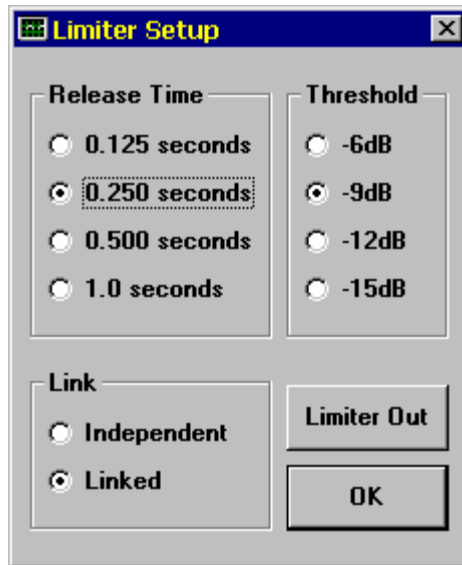 Limiter Setup
Release Time
0.125 seconds
0.250 seconds
0.500 seconds
1.0 seconds
Threshold
-6dB
-9dB
-12dB
-15dB
Link
Independent
Linked
Limiter Out
OK